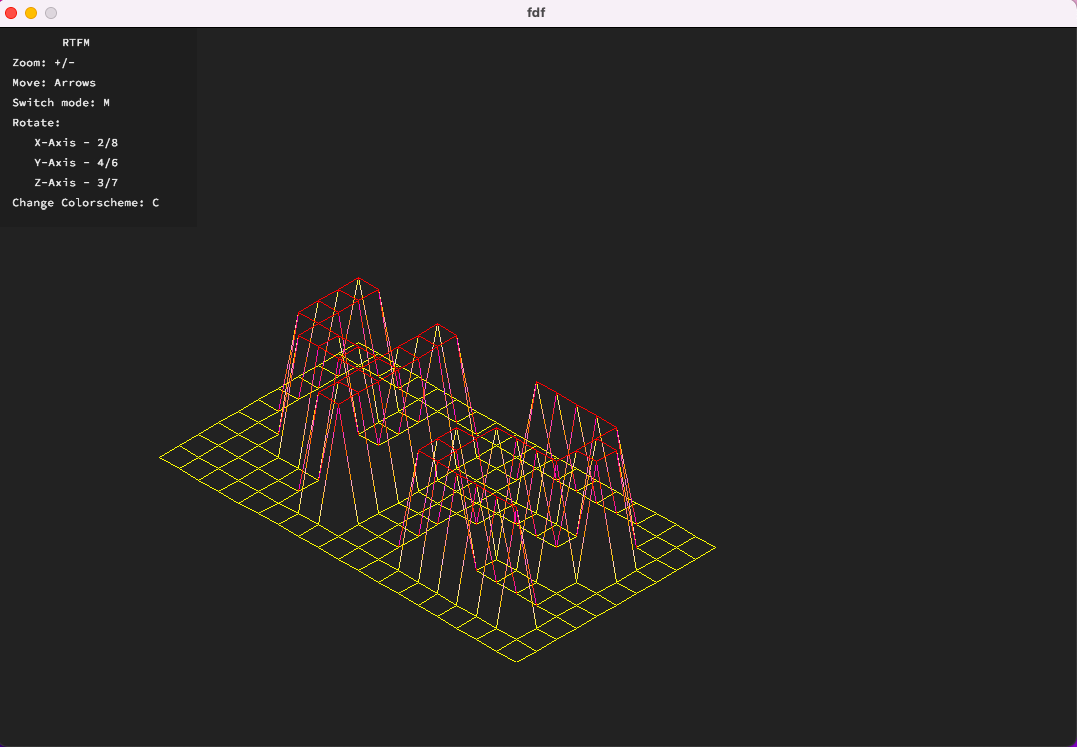 fdf
RTFM
Zoom: +/-
Move: Arrows
Switch mode: M
Rotate:
X-Axis - 2/8
Y-Axis - 4/6
Z-Axis - 3/7
Change Colorscheme: C